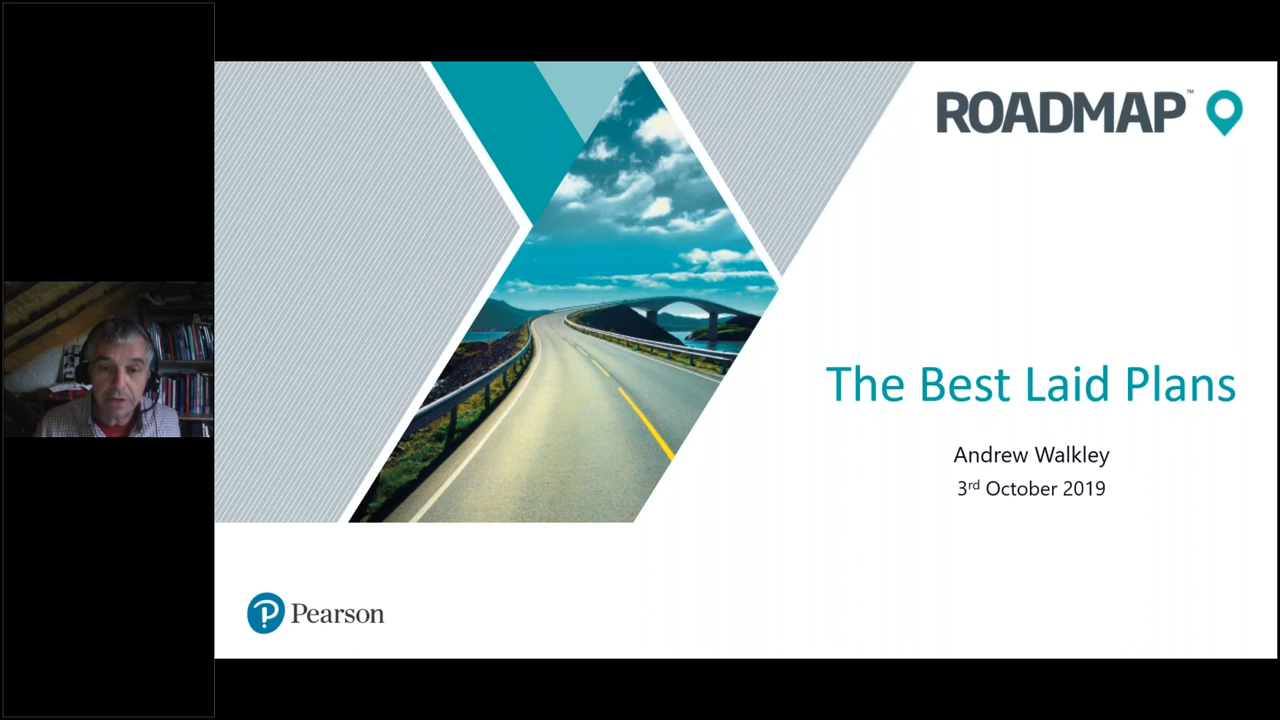 ROADMAP™
The Best Laid Plans
Andrew Walkley
3rd October 2019
Pearson